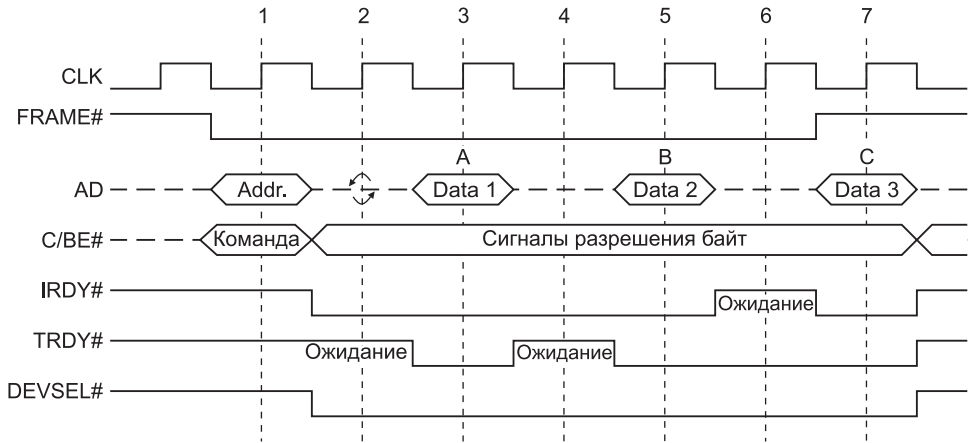 1 2 3 4 5 6 7
CLK
FRAME#
A B C
AD Addr. Data 1 Data 2 Data 3
C/BE# Команда Сигналы разрешения байт
IRDY# Ожидание
TRDY# Ожидание Ожидание
DEVSEL#